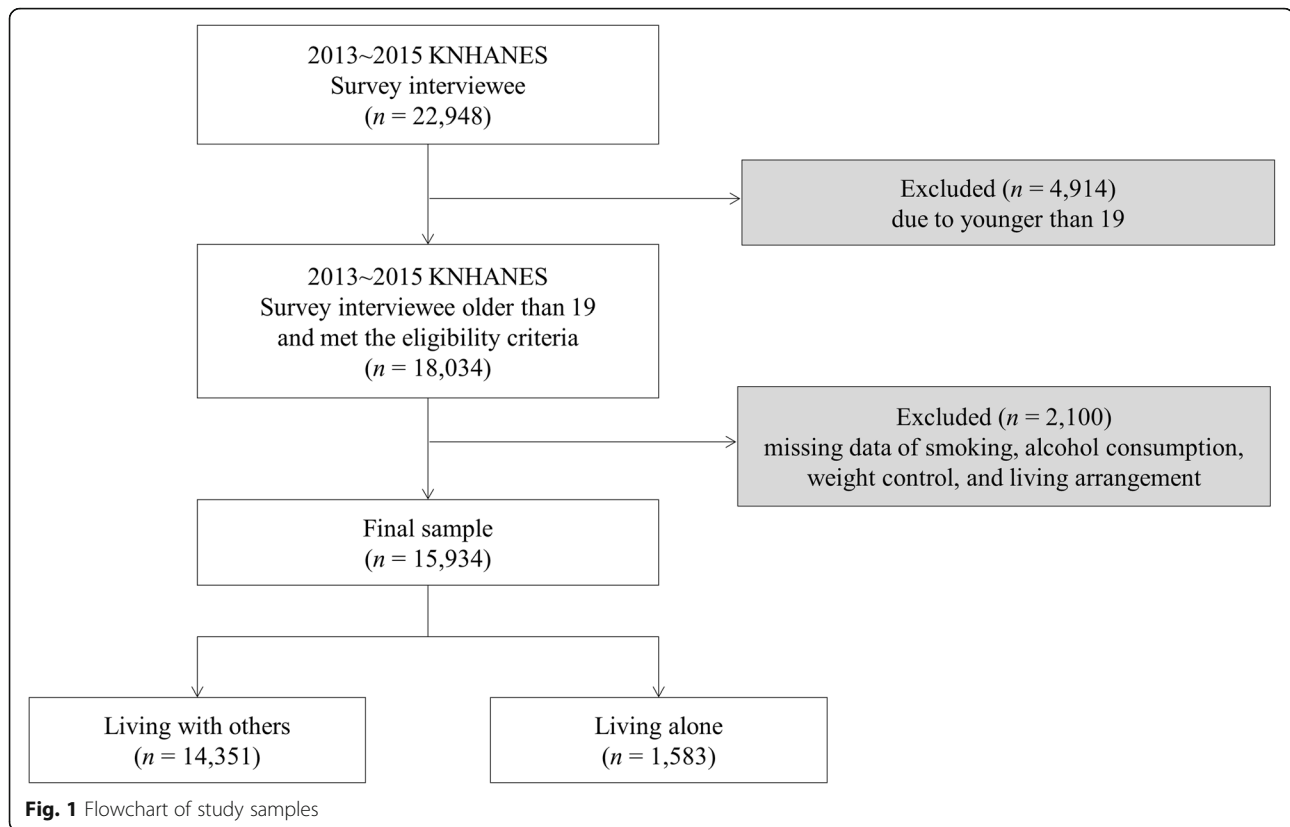 2013~2015 KNHANES
Survey interviewee
(n = 22,948)
Excluded (n = 4,914)
due to younger than 19
2013~2015 KNHANES
Survey interviewee older than 19
and met the eligibility criteria
(n = 18,034)
Excluded (n = 2,100)
missing data of smoking, alcohol consumption,
weight control, and living arrangement
Final sample
(n = 15,934)
Living with others
(n = 14,351)
Living alone
(n = 1,583)
Fig. 1 Flowchart of study samples